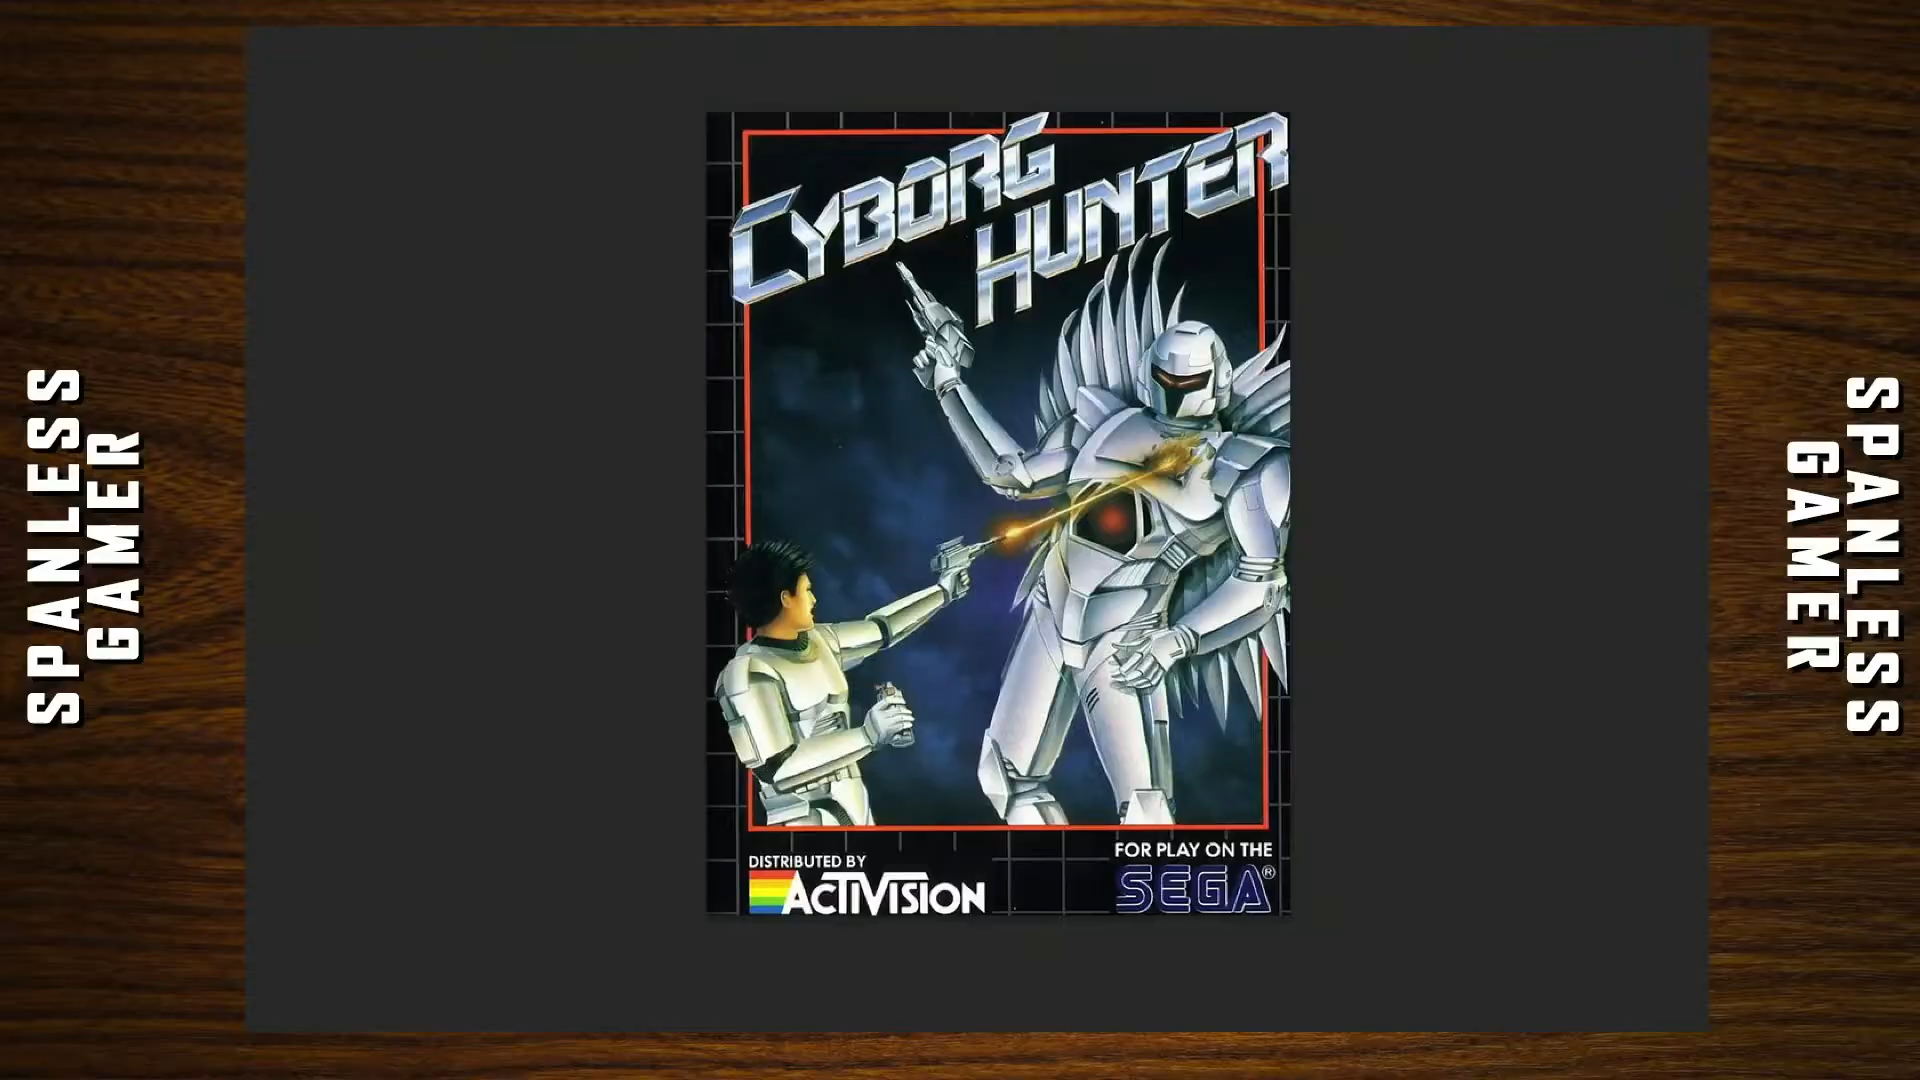 SPANLESS
GAMER
CYBORG
HUNTER
DISTRIBUTED BY
ACTIVISION
FOR PLAY ON THE
SEGA®
SPANLESS
GAMER